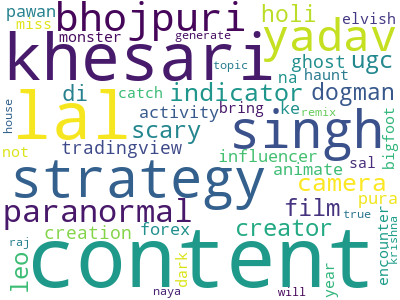 pawan bhojpuri holi elvish
miss yadav
monster generate
khesari ghost ugc
topic na haunt
di indicator dogman
lal catch bring ke
house scary activity singh remix
not tradingview influencer sal bigfoot
strategy animate
camera pura
paranormal film
creator encounter
creation forex krishna
leo dark content year true
raj naya will